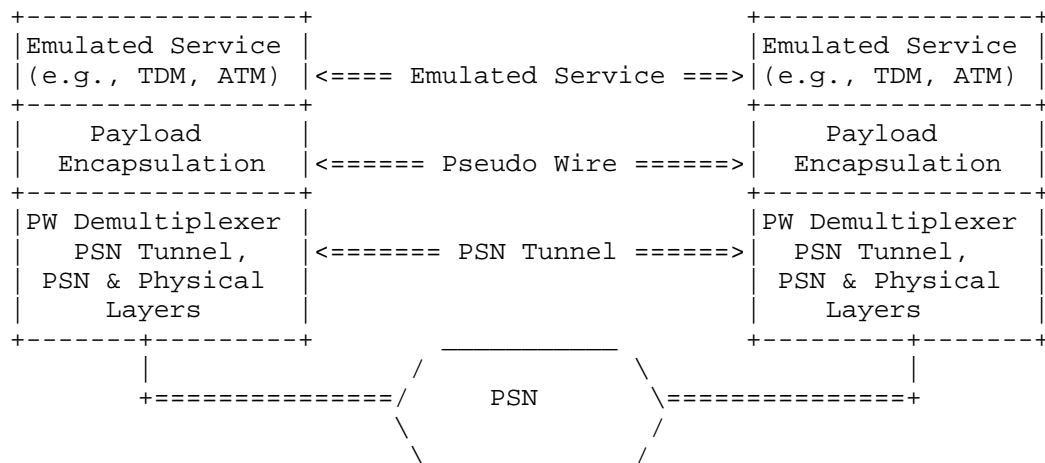 Emulated Service Emulated Service
(e.g., TDM, ATM) <==== Emulated Service ===> (e.g., TDM, ATM)
Payload Payload
Encapsulation <====== Pseudo Wire ======> Encapsulation
PW Demultiplexer PW Demultiplexer
PSN Tunnel, <======= PSN Tunnel ======> PSN Tunnel,
PSN & Physical PSN & Physical
Layers Layers
PSN